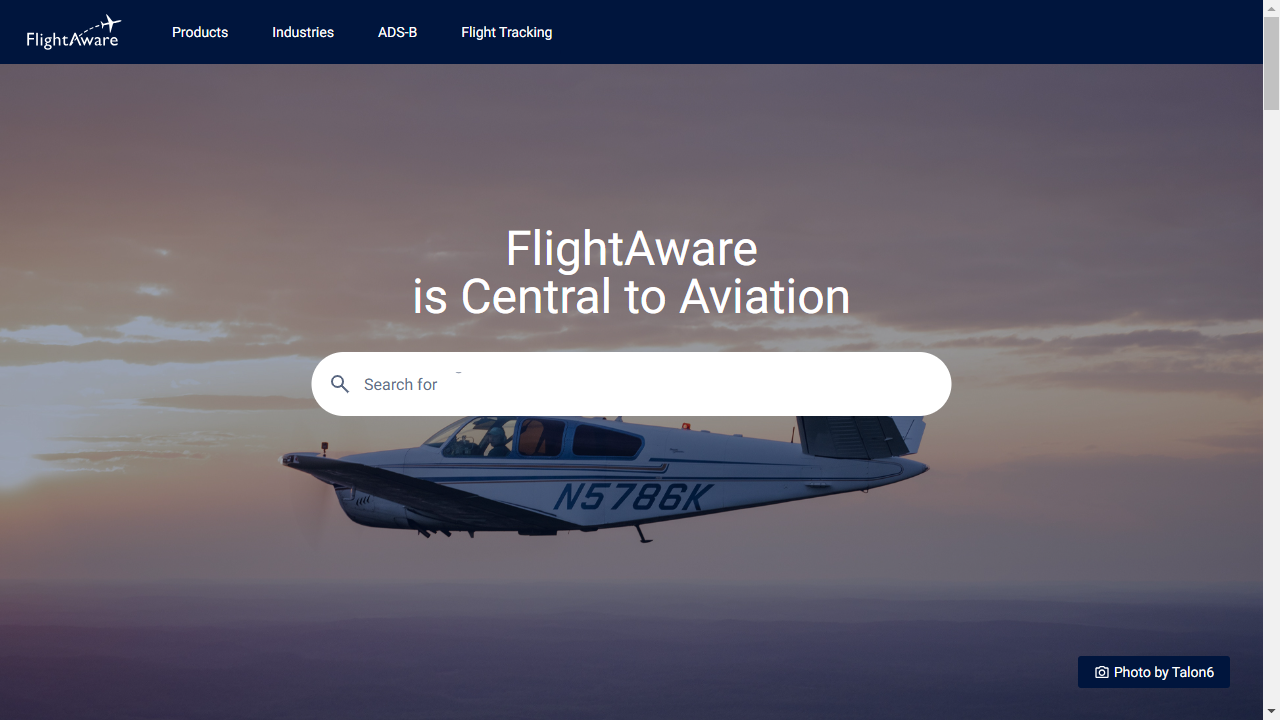 FlightAware
Products
Industries
ADS-B
Flight Tracking
FlightAware
is Central to Aviation
Search for
N5786K
Photo by Talon6